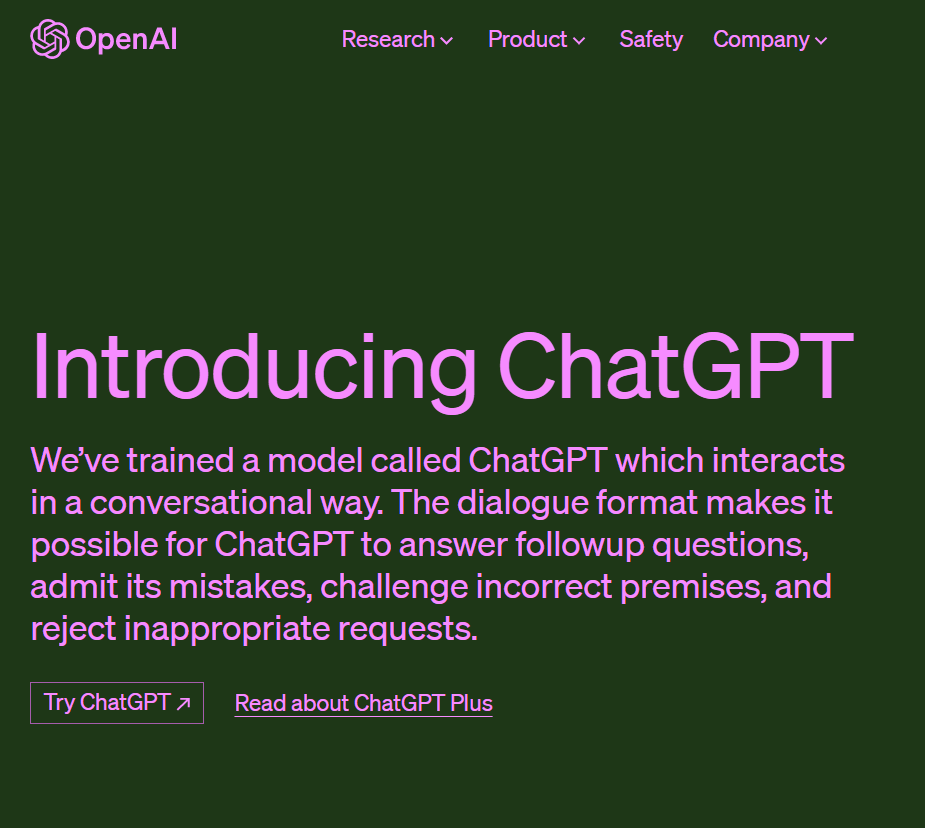 OpenAI Research Product Safety Company
Introducing ChatGPT
We’ve trained a model called ChatGPT which interacts
in a conversational way. The dialogue format makes it
possible for ChatGPT to answer followup questions,
admit its mistakes, challenge incorrect premises, and
reject inappropriate requests.
Try ChatGPT ↗ Read about ChatGPT Plus